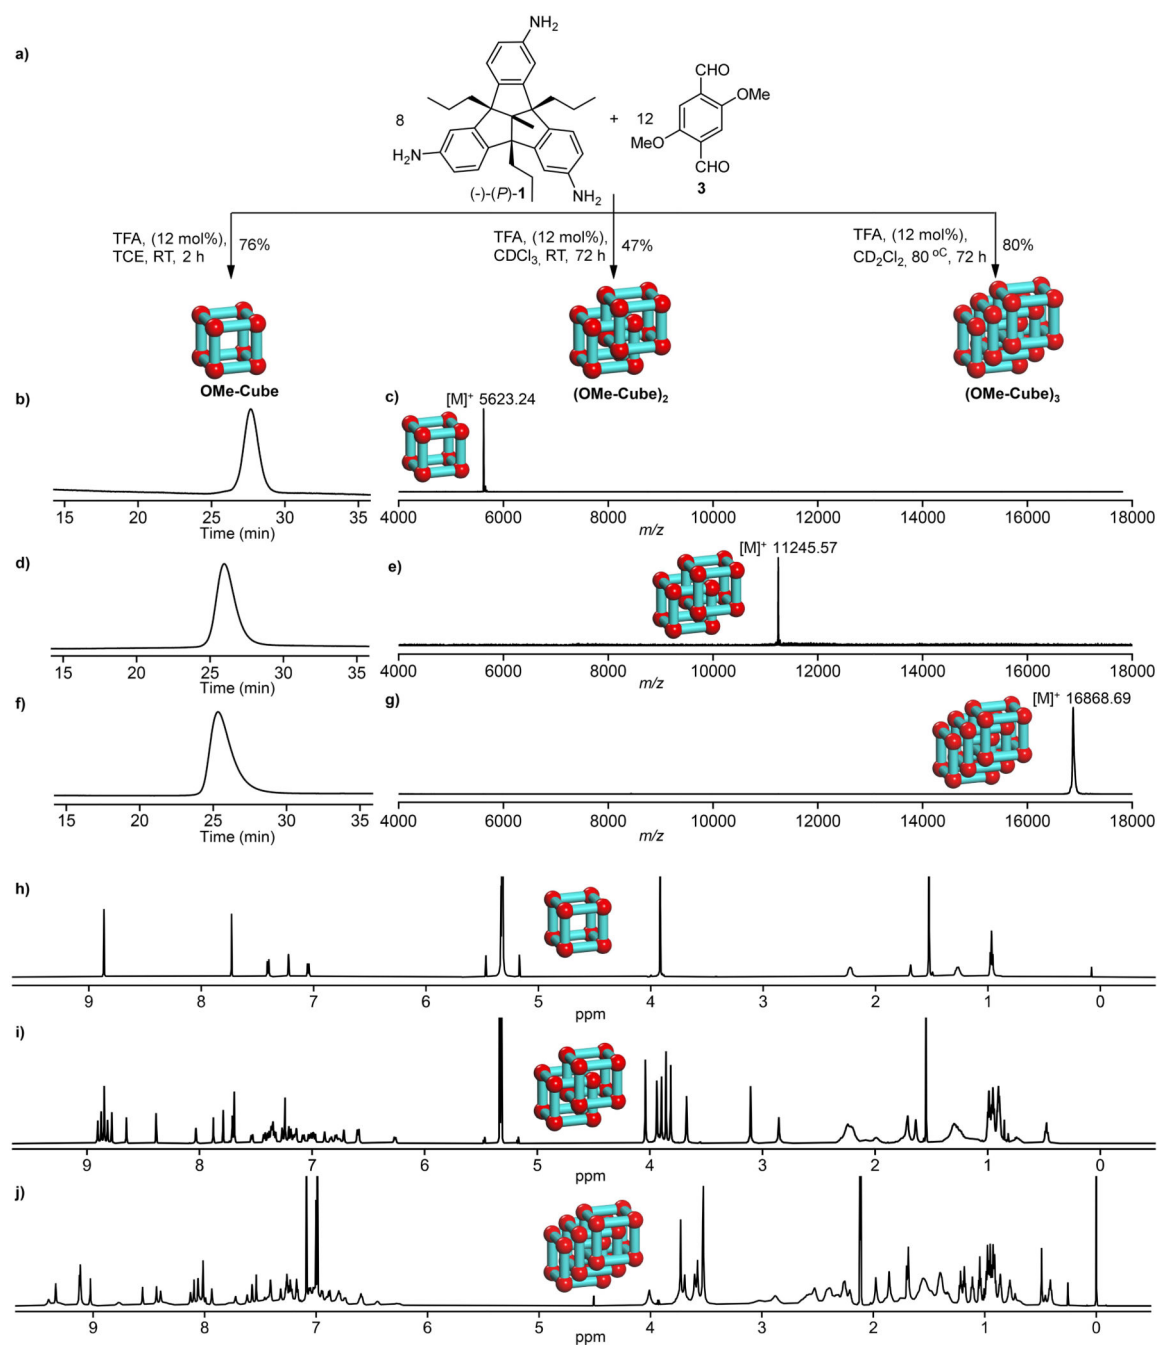 a)
NH2
CHO
OMe
8
+
12
MeO
H2N
CHO
(-)-(P)-1
NH2
3
TFA, (12 mol%),
TCE, RT, 2 h
76%
TFA, (12 mol%),
CDCl3, RT, 72 h
47%
TFA, (12 mol%),
CD2Cl2, 80 oC, 72 h
80%
OMe-Cube
(OMe-Cube)2
(OMe-Cube)3
b)
15 20 25 30 35
Time (min)
c)
[M]+ 5623.24
4000 6000 8000 10000 12000 14000 16000 18000
m/z
d)
15 20 25 30 35
Time (min)
e)
[M]+ 11245.57
4000 6000 8000 10000 12000 14000 16000 18000
m/z
f)
15 20 25 30 35
Time (min)
g)
[M]+ 16868.69
4000 6000 8000 10000 12000 14000 16000 18000
m/z
h)
9 8 7 6 5 4 3 2 1 0
ppm
i)
9 8 7 6 5 4 3 2 1 0
ppm
j)
9 8 7 6 5 4 3 2 1 0
ppm